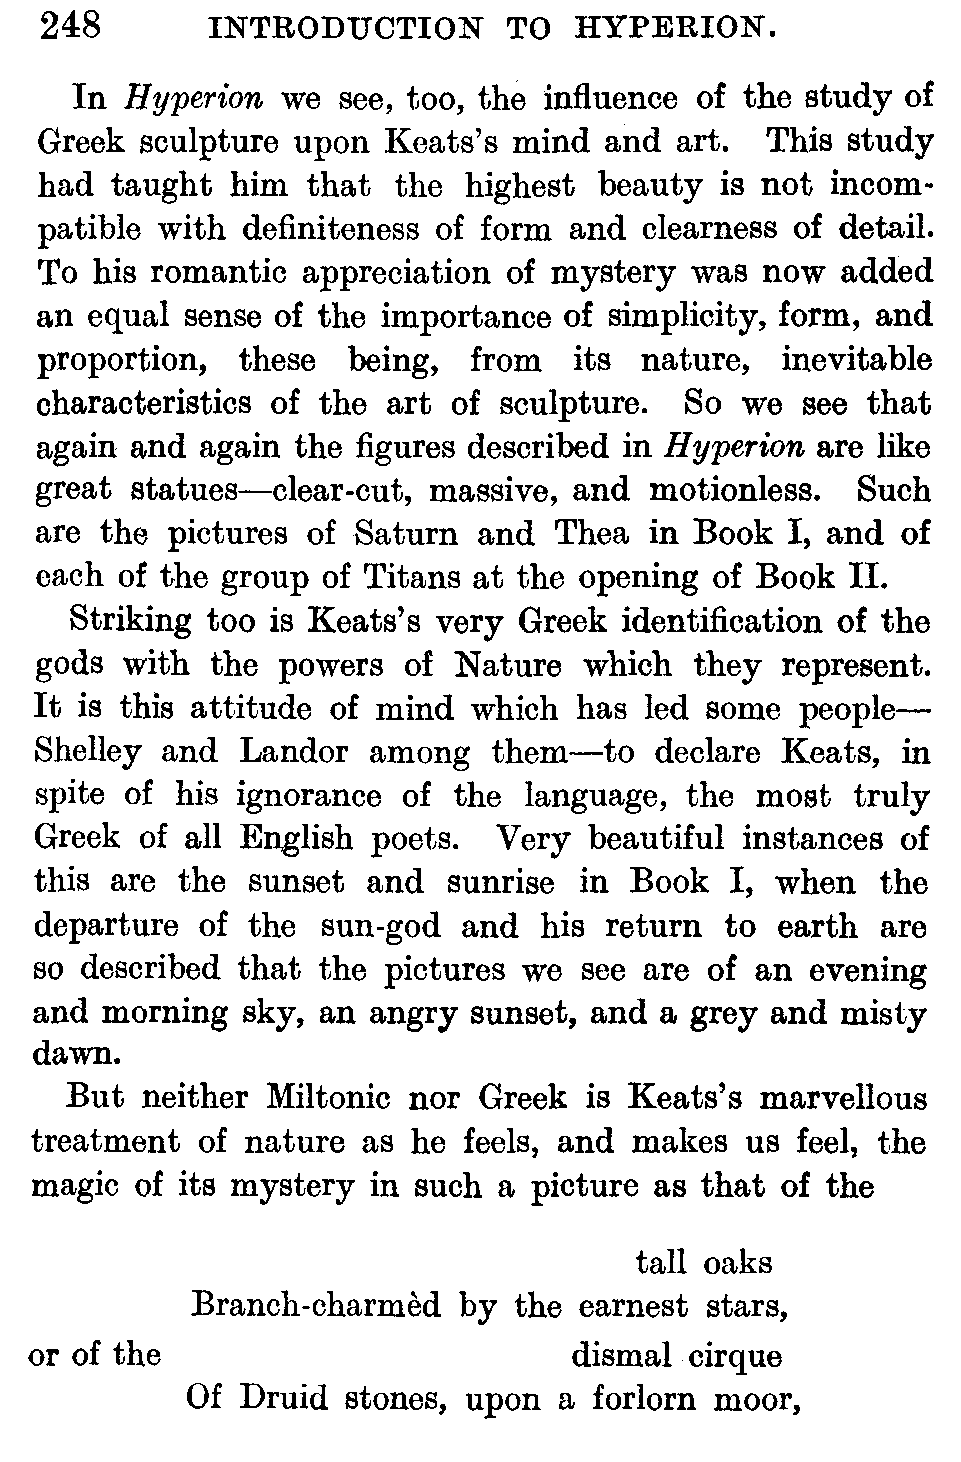 248 INTRODUCTION TO HYPERION.
In Hyperion we see, too, the influence of the study of
Greek sculpture upon Keats's mind and art. This study
had taught him that the highest beauty is not incom-
patible with definiteness of form and clearness of detail.
To his romantic appreciation of mystery was now added
an equal sense of the importance of simplicity, form, and
proportion, these being, from its nature, inevitable
characteristics of the art of sculpture. So we see that
again and again the figures described in Hyperion are like
great statues—clear-cut, massive, and motionless. Such
are the pictures of Saturn and Thea in Book I, and of
each of the group of Titans at the opening of Book II.
Striking too is Keats's very Greek identification of the
gods with the powers of Nature which they represent.
It is this attitude of mind which has led some people—
Shelley and Landor among them—to declare Keats, in
spite of his ignorance of the language, the most truly
Greek of all English poets. Very beautiful instances of
this are the sunset and sunrise in Book I, when the
departure of the sun-god and his return to earth are
so described that the pictures we see are of an evening
and morning sky, an angry sunset, and a grey and misty
dawn.
But neither Miltonic nor Greek is Keats's marvellous
treatment of nature as he feels, and makes us feel, the
magic of its mystery in such a picture as that of the
tall oaks
Branch-charmèd by the earnest stars,
or of the dismal cirque
Of Druid stones, upon a forlorn moor,